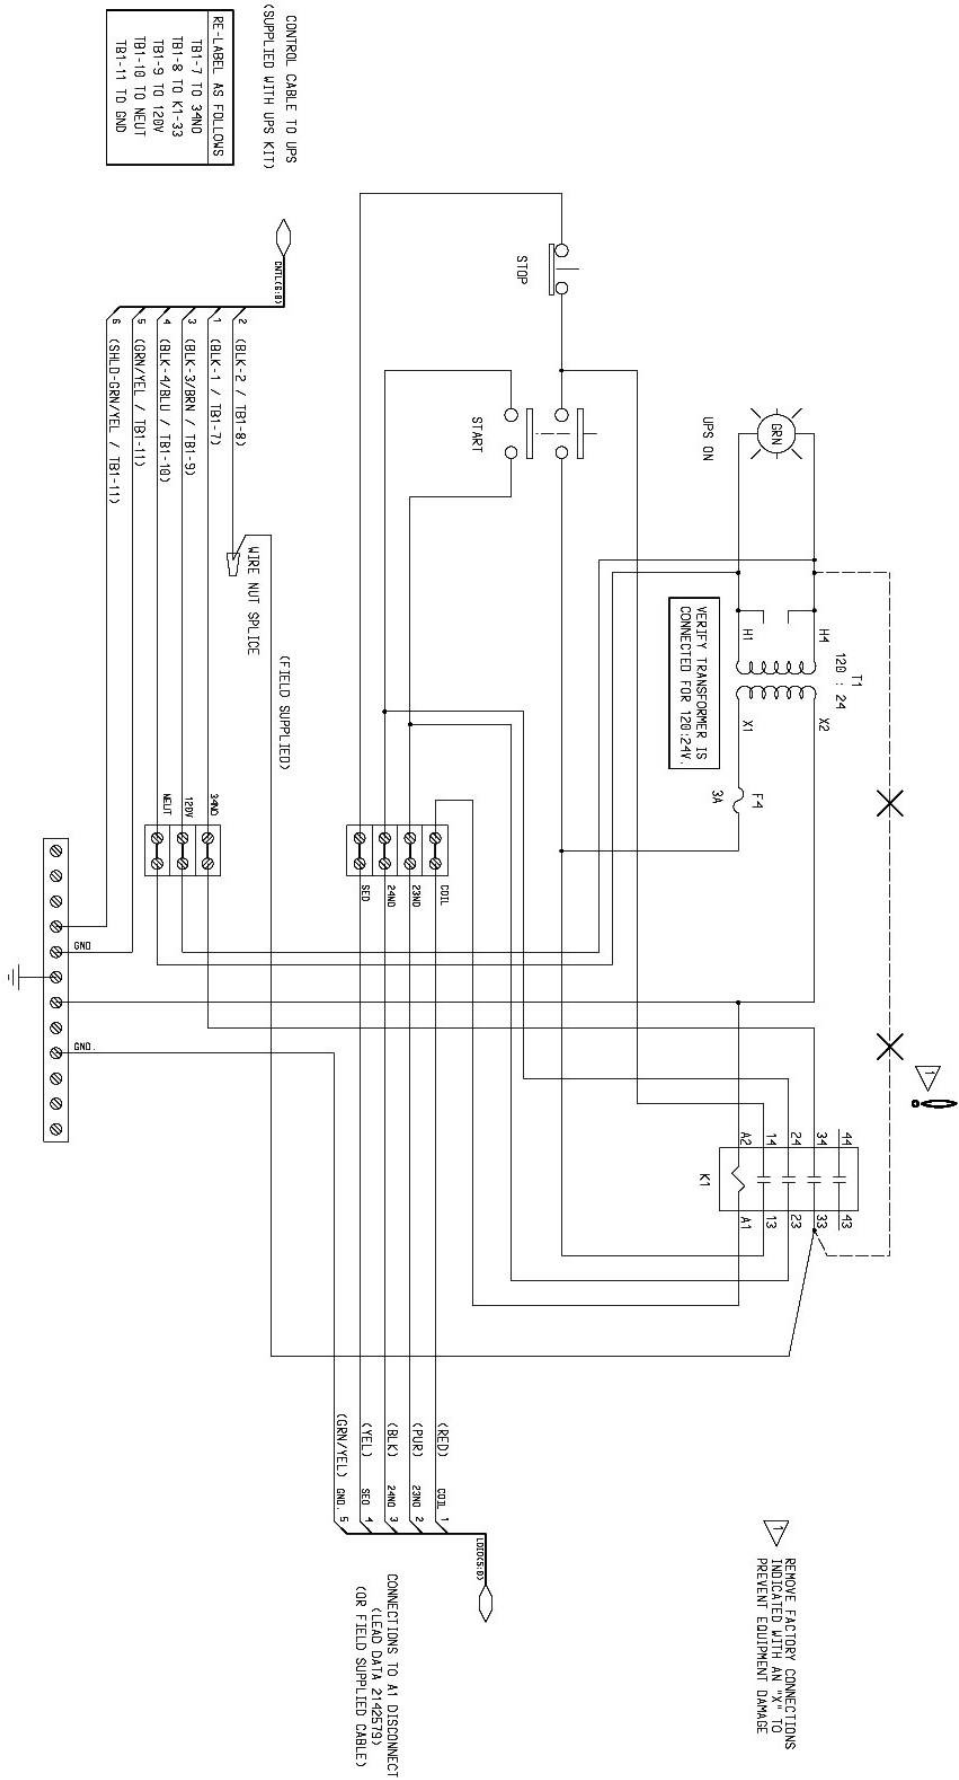 CONTROL CABLE TO UPS
(SUPPLIED WITH UPS KIT)
RE-LABEL AS FOLLOWS
TB1-7 TO 34NO
TB1-8 TO K1-33
TB1-9 TO 120V
TB1-10 TO NEUT
TB1-11 TO GND
CNTL(6:8)
2 (BLK-2 / TB1-8)
1 (BLK-1 / TB1-7)
3 (BLK-3/BRN / TB1-9)
4 (BLK-4/BLU / TB1-10)
5 (GRN/YEL / TB1-11)
6 (SHLD-GRN/YEL / TB1-11)
STOP
START
GRN
UPS ON
WIRE NUT SPLICE
(FIELD SUPPLIED)
VERIFY TRANSFORMER IS
CONNECTED FOR 120:24V.
H4
H1
T1
120 : 24
X2
X1
F4
3A
34NO
120V
NEUT
COIL
23NO
24NO
SEO
GND
GND.
1
!
44
34
24
14
A2
K1
43
33
23
13
A1
(RED) COIL 1
(PUR) 23NO 2
(BLK) 24NO 3
(YEL) SEO 4
(GRN/YEL) GND. 5
CONNECTIONS TO A1 DISCONNECT
(LEAD DATA 2142579)
(OR FIELD SUPPLIED CABLE)
1
REMOVE FACTORY CONNECTIONS
INDICATED WITH AN "X" TO
PREVENT EQUIPMENT DAMAGE